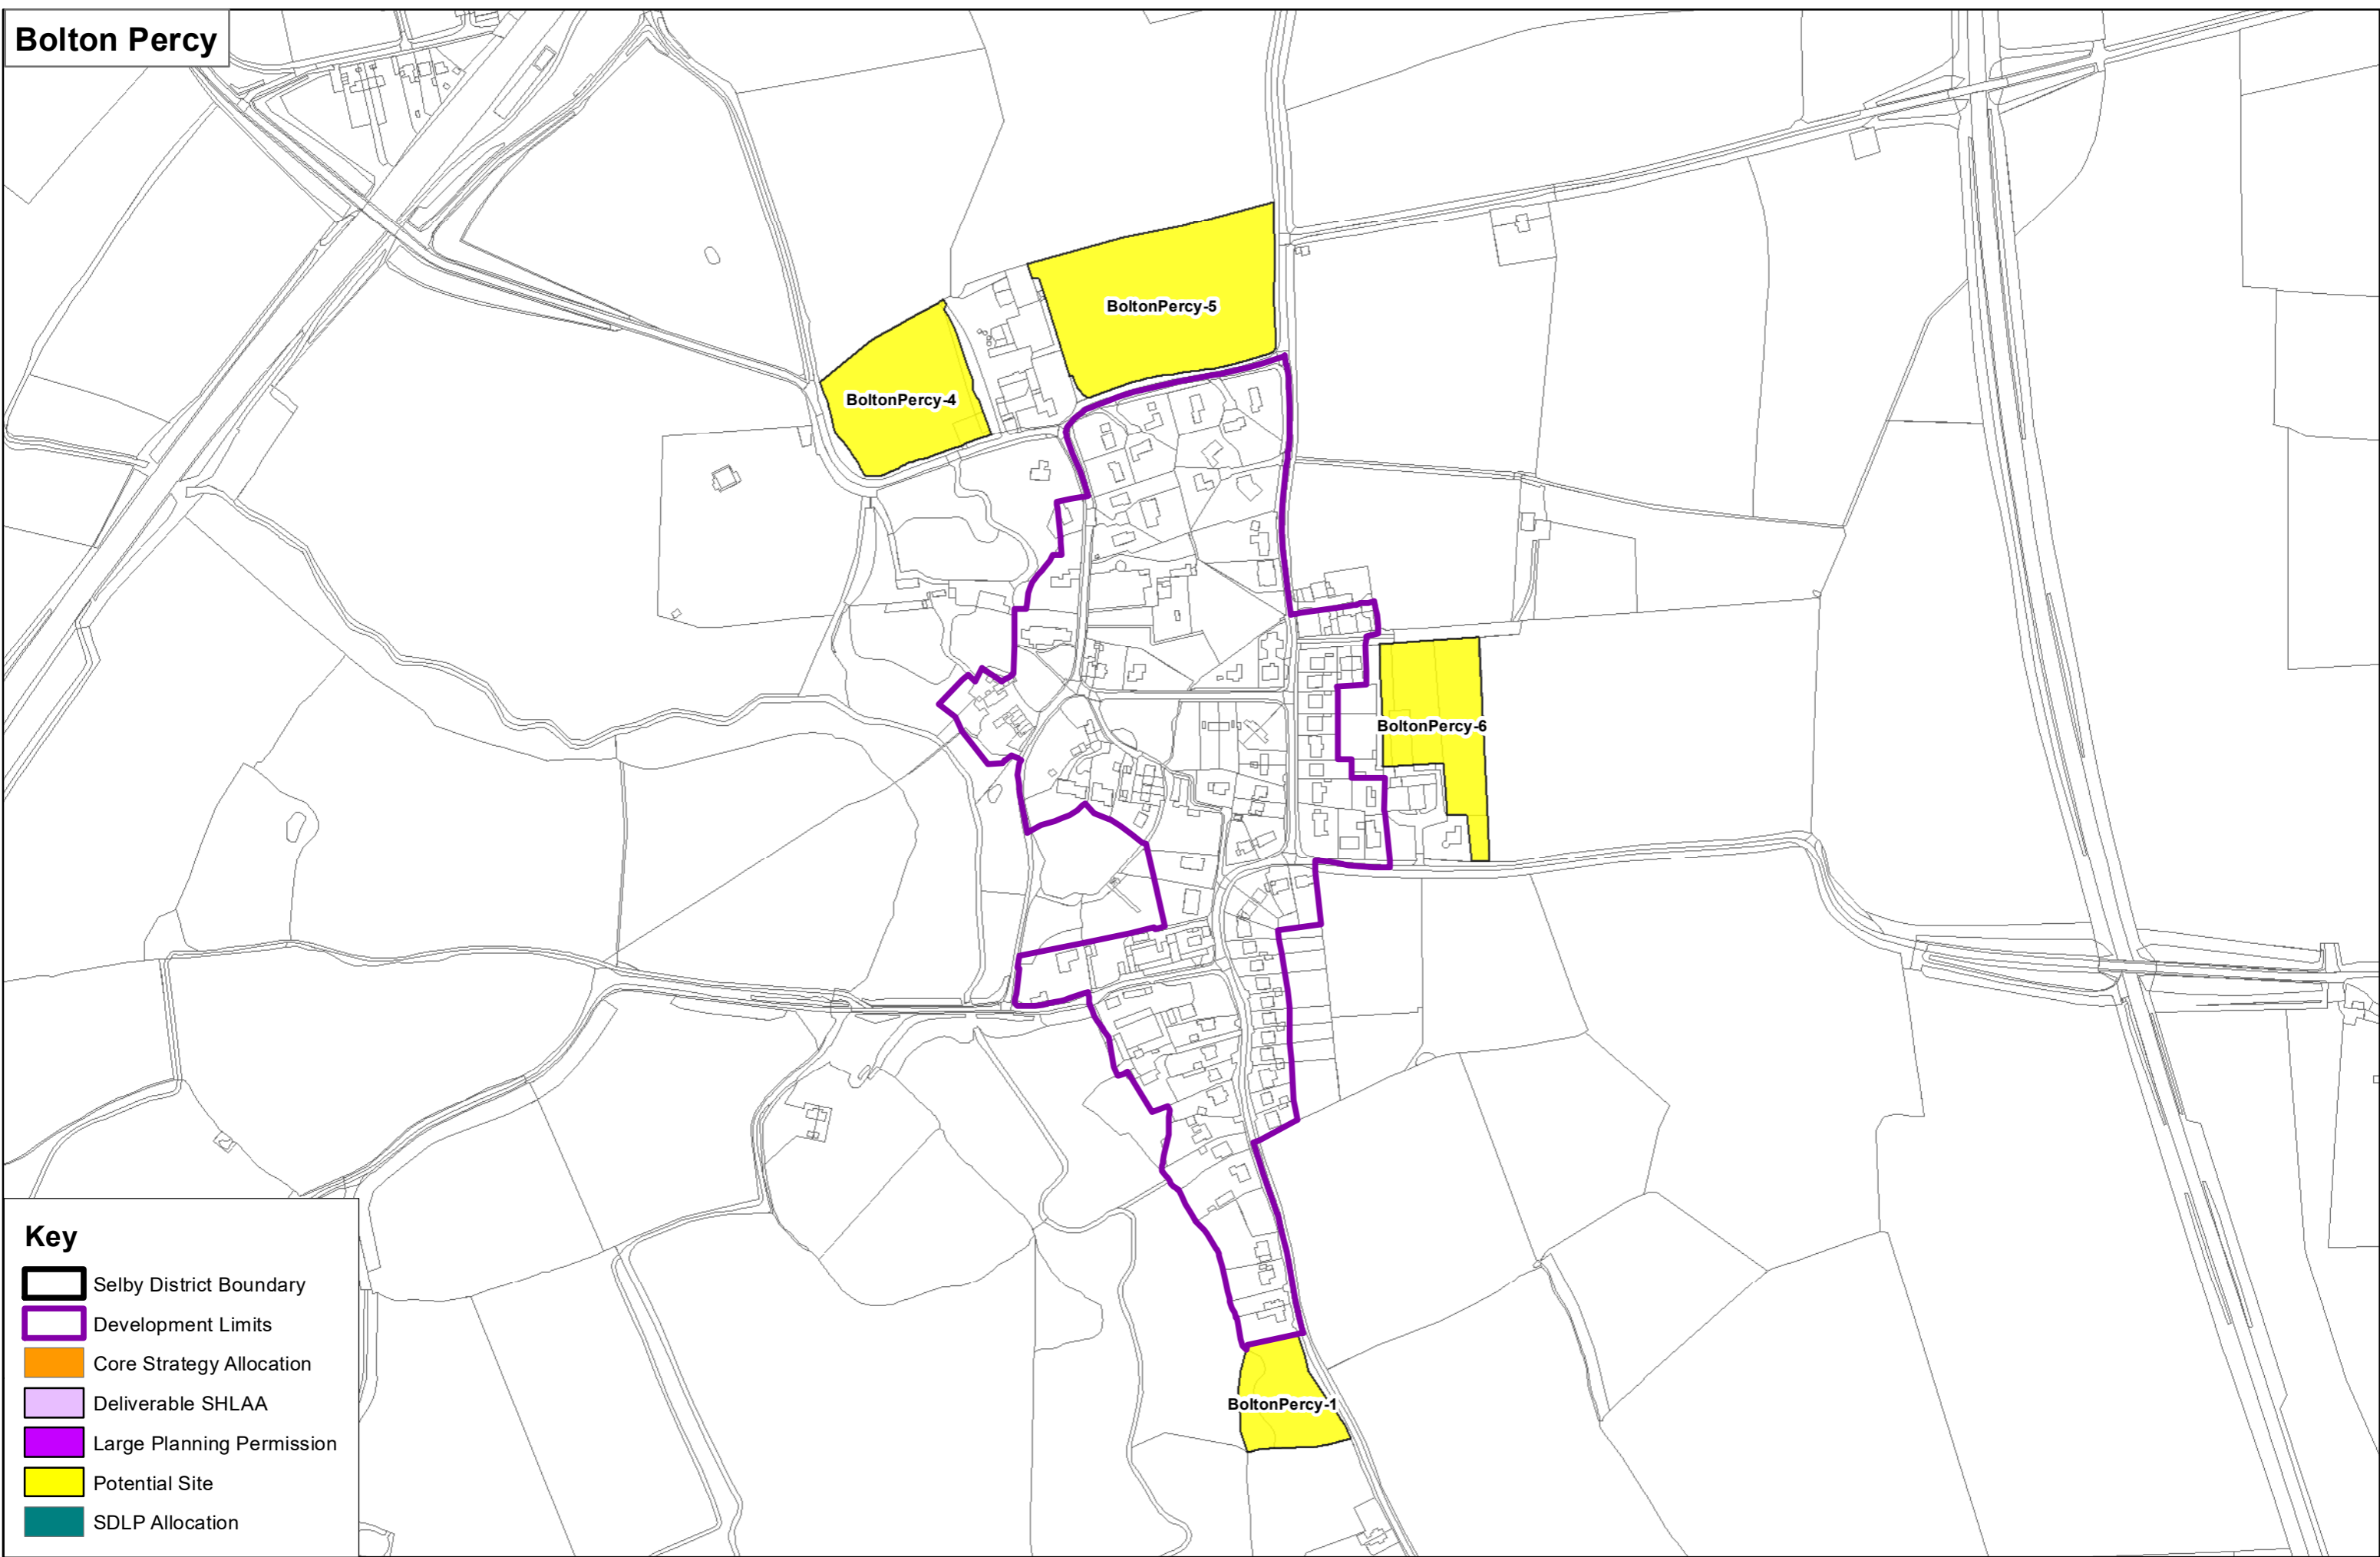 Bolton Percy
BoltonPercy-5
BoltonPercy-4
BoltonPercy-6
BoltonPercy-1
Key
Selby District Boundary
Development Limits
Core Strategy Allocation
Deliverable SHLAA
Large Planning Permission
Potential Site
SDLP Allocation